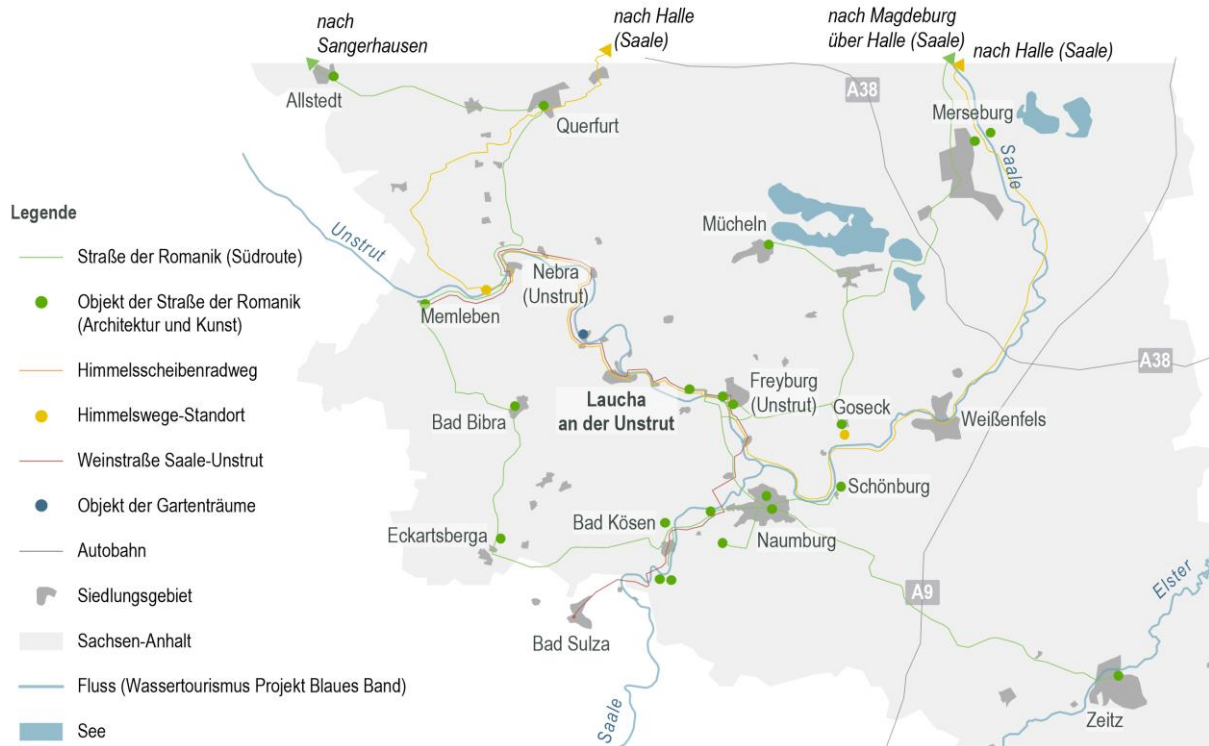 nach
Sangerhausen
nach Halle
(Saale)
nach Magdeburg
über Halle (Saale)
nach Halle (Saale)
Allstedt
Querfurt
A38
Merseburg
Saale
Legende
Unstrut
Mücheln
Straße der Romanik (Südroute)
Nebra
(Unstrut)
Objekt der Straße der Romanik
(Architektur und Kunst)
Memleben
A38
Himmelsscheibenradweg
Laucha
an der Unstrut
Freyburg
(Unstrut)
Goseck
Himmelswege-Standort
Bad Bibra
Weißenfels
Weinstraße Saale-Unstrut
Schönburg
Objekt der Gartenträume
Eckartsberga
Bad Kösen
Naumburg
Autobahn
A9
Elster
Siedlungsgebiet
Sachsen-Anhalt
Bad Sulza
Fluss (Wassertourismus Projekt Blaues Band)
Saale
Zeitz
See